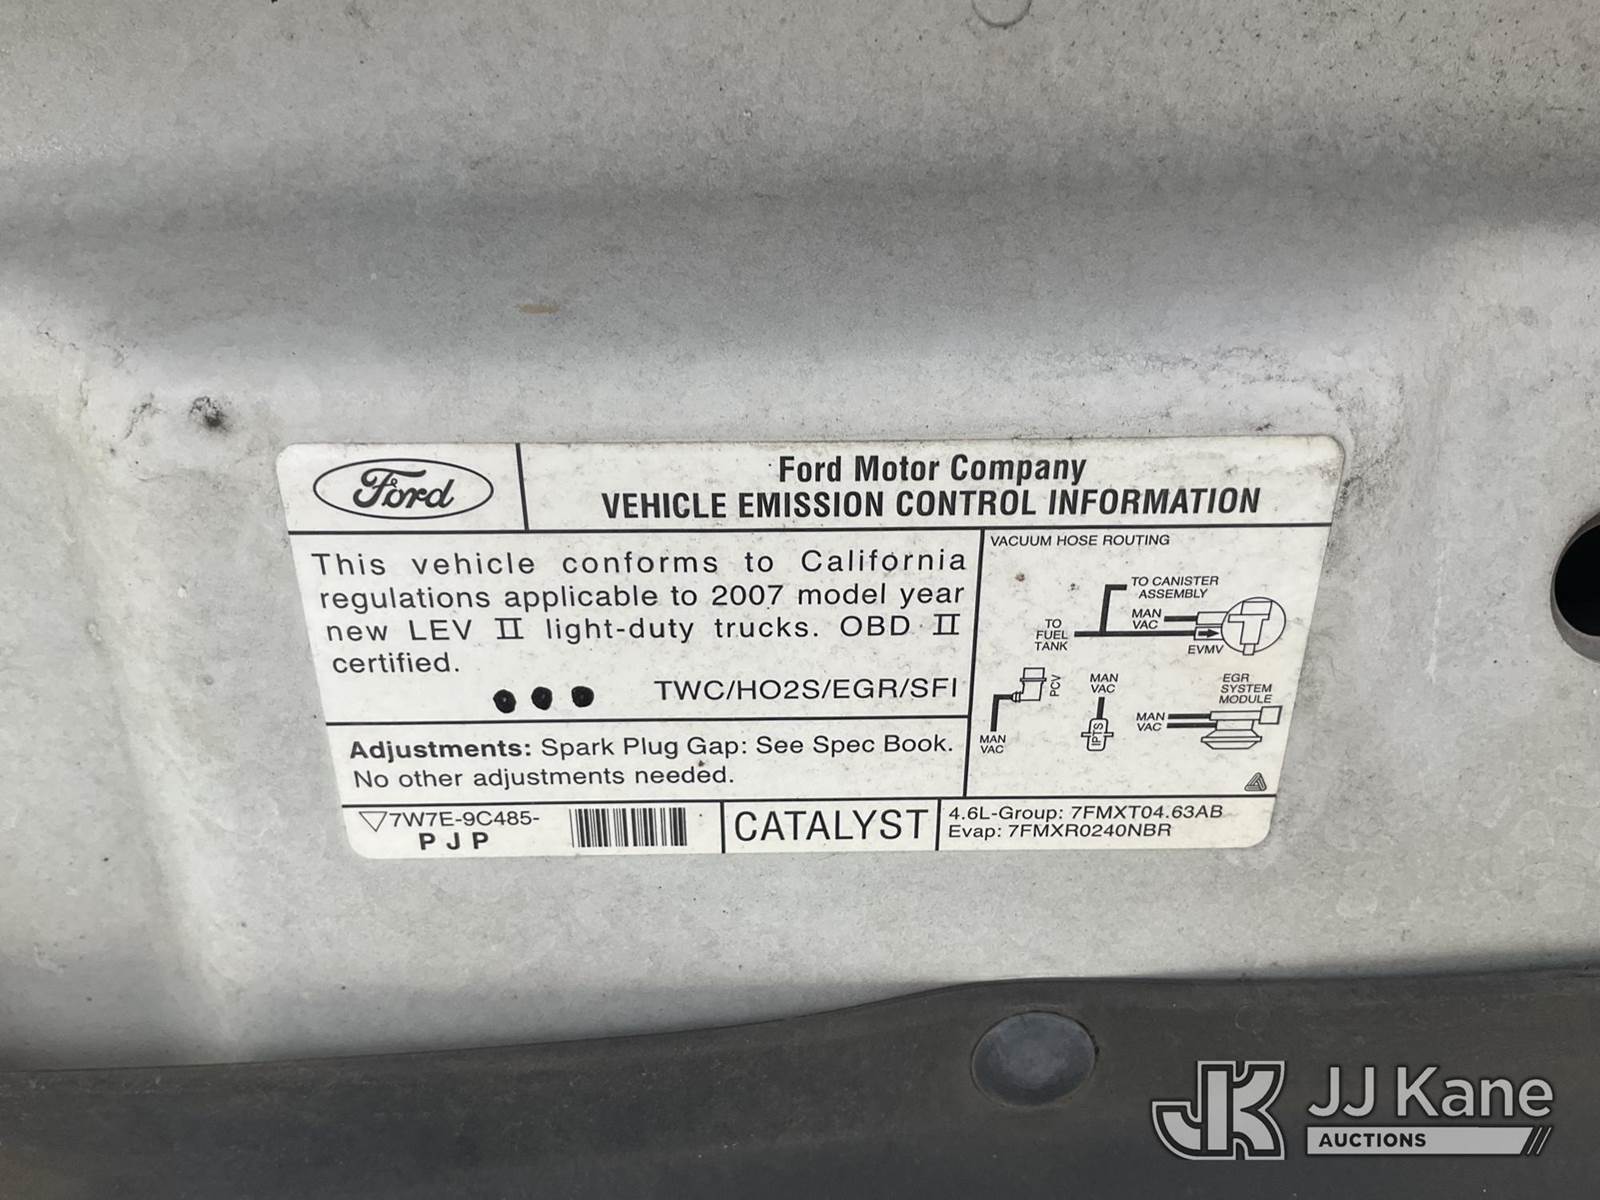 Ford
Ford Motor Company
VEHICLE EMISSION CONTROL INFORMATION
This vehicle conforms to California
regulations applicable to 2007 model year
new LEV II light-duty trucks. OBD II
certified.
TWC/HO2S/EGR/SFI
Adjustments: Spark Plug Gap: See Spec Book.
No other adjustments needed.
VACUUM HOSE ROUTING
TO CANISTER
ASSEMBLY
MAN
VAC
TO
FUEL
TANK
EVMV
PCV
MAN
VAC
MAN
VAC
IPTS
EGR
SYSTEM
MODULE
MAN
VAC
7W7E-9C485-
P J P
CATALYST
4.6L-Group: 7FMXT04.63AB
Evap: 7FMXR0240NBR
JK
JJ Kane
AUCTIONS